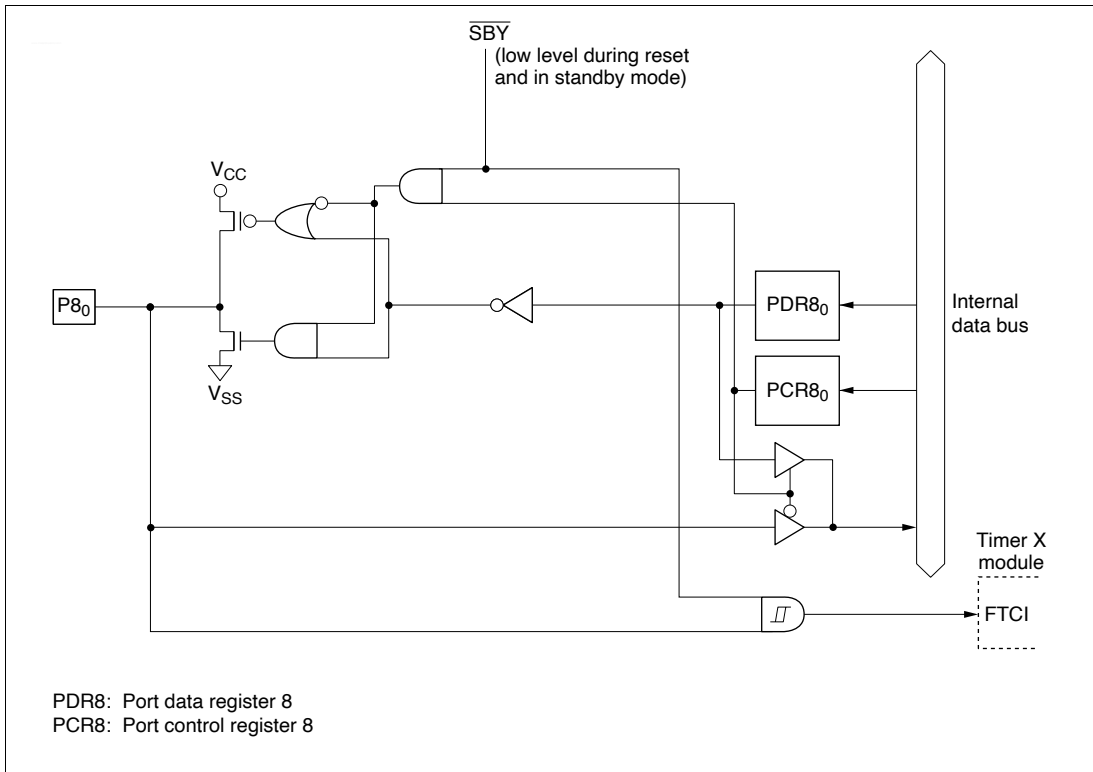 SBY
(low level during reset
and in standby mode)
VCC
P80
VSS
PDR80
PCR80
Internal
data bus
Timer X
module
FTCI
PDR8: Port data register 8
PCR8: Port control register 8